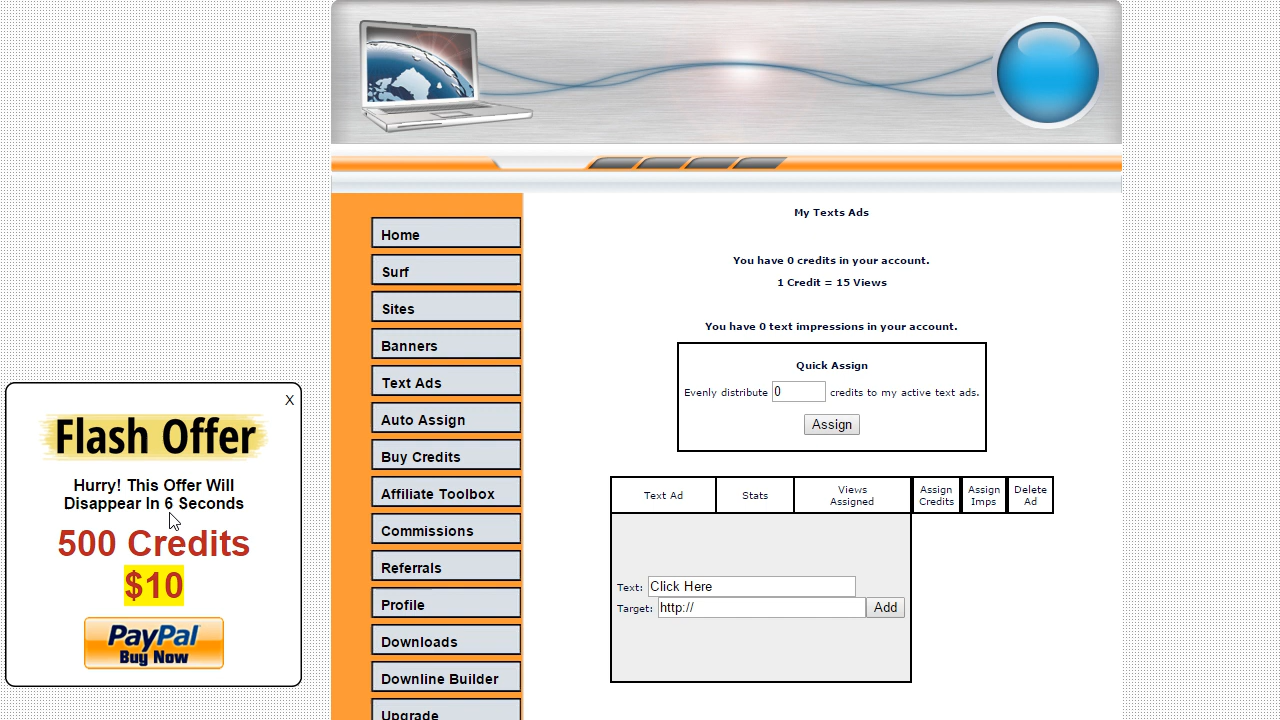 Home
Surf
Sites
Banners
Text Ads
Auto Assign
Buy Credits
Affiliate Toolbox
Commissions
Referrals
Profile
Downloads
Downline Builder
Upgrade
X
Flash Offer
Hurry! This Offer Will
Disappear In 6 Seconds
500 Credits
$10
PayPal
Buy Now
My Texts Ads
You have 0 credits in your account.
1 Credit = 15 Views
You have 0 text impressions in your account.
Quick Assign
Evenly distribute 0 credits to my active text ads.
Assign
Text Ad Stats Views Assigned Assign Credits Assign Imps Delete Ad
Text: Click Here
Target: http:// Add